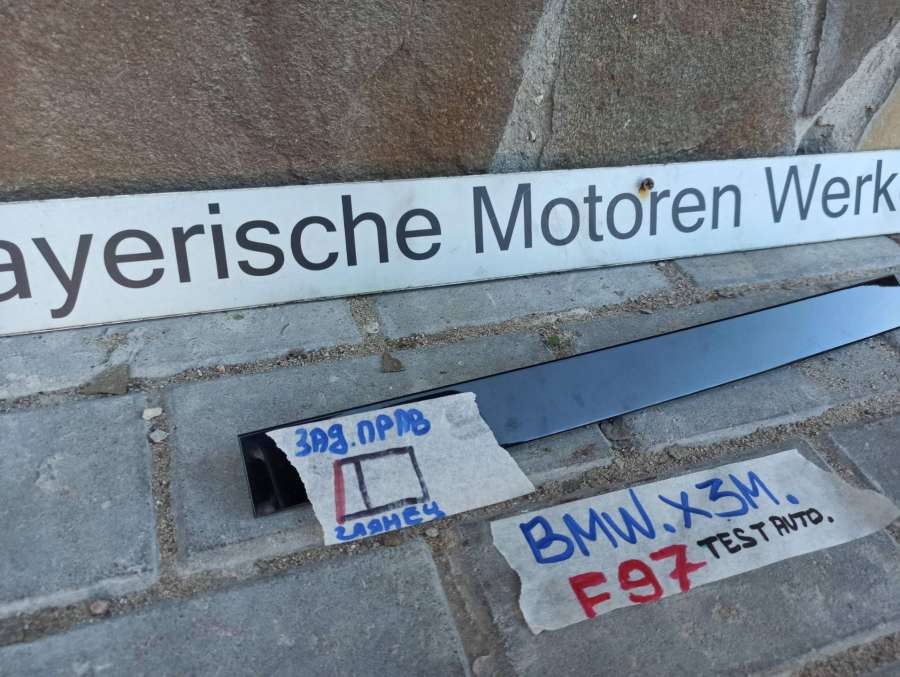 ayerische Motoren Werk
ЗАД.ПРАВ
ГЛЯНЕЦ
BMW.X3M.
F97 TEST AUTO.